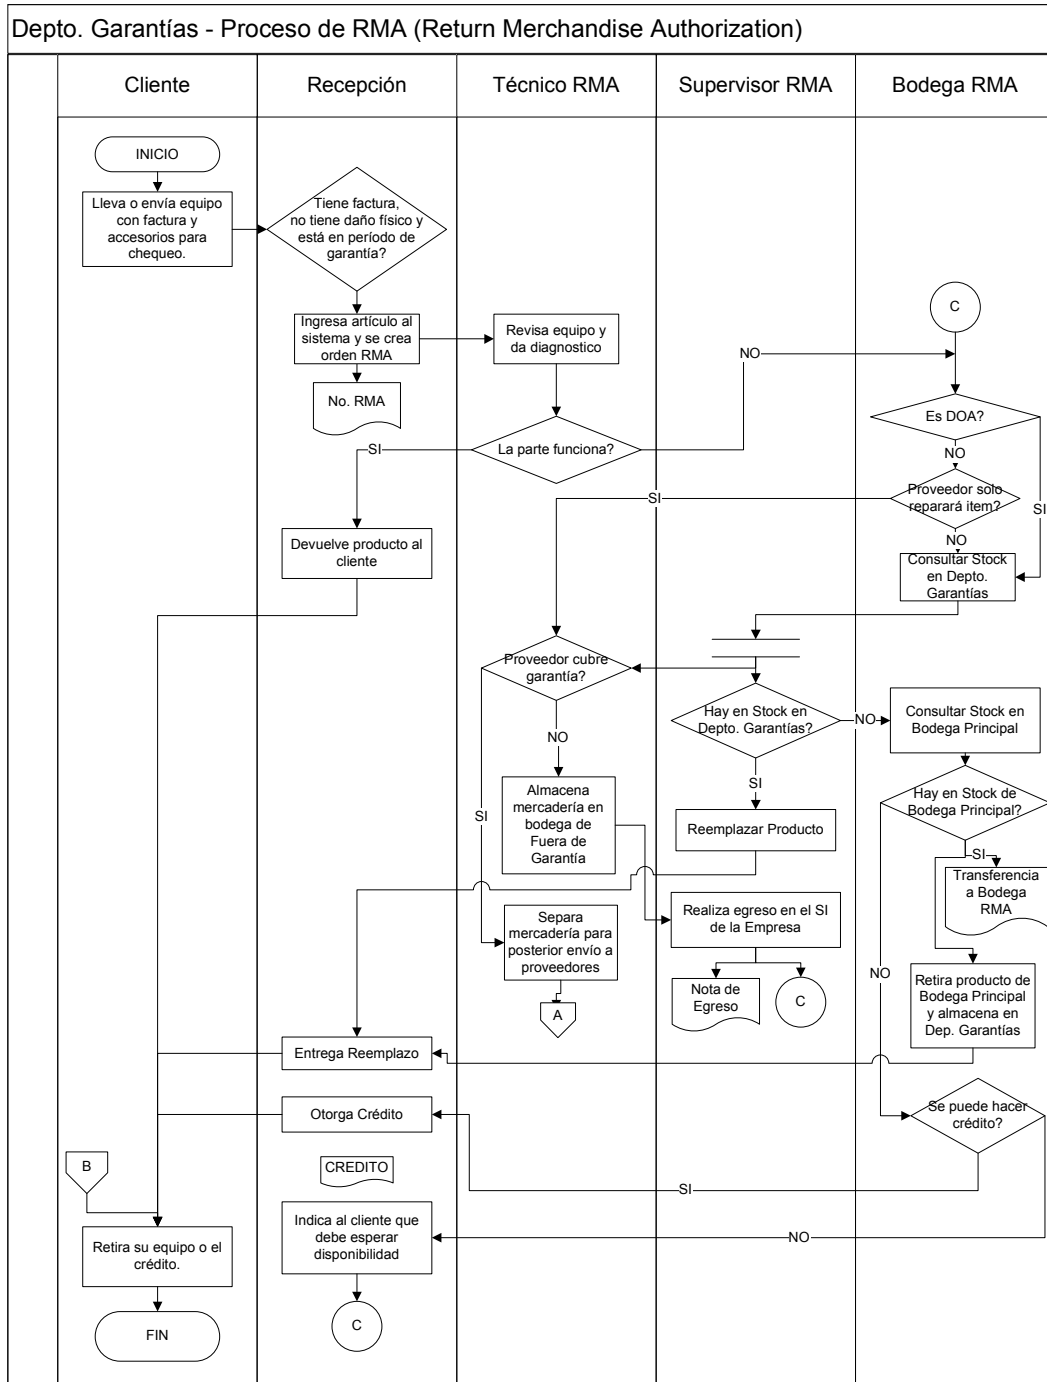 Depto. Garantías - Proceso de RMA (Return Merchandise Authorization)
Cliente
Recepción
Técnico RMA
Supervisor RMA
Bodega RMA
INICIO
Lleva o envía equipo
con factura y
accesorios para
chequeo.
Tiene factura,
no tiene daño físico y
está en período de
garantía?
Ingresa artículo al
sistema y se crea
orden RMA
No. RMA
Revisa equipo y
da diagnostico
La parte funciona?
SI
NO
C
Es DOA?
NO
SI
Proveedor solo
reparará item?
SI
NO
Consultar Stock
en Depto.
Garantías
Devuelve producto al
cliente
Proveedor cubre
garantía?
NO
SI
Hay en Stock en
Depto. Garantías?
NO
SI
Consultar Stock en
Bodega Principal
Hay en Stock de
Bodega Principal?
SI
NO
Transferencia
a Bodega
RMA
Almacena
mercadería en
bodega de
Fuera de
Garantía
Reemplazar Producto
Separa
mercadería para
posterior envío a
proveedores
A
Realiza egreso en el SI
de la Empresa
Nota de
Egreso
C
Retira producto de
Bodega Principal
y almacena en
Dep. Garantías
Entrega Reemplazo
Otorga Crédito
Se puede hacer
crédito?
SI
NO
CREDITO
B
Indica al cliente que
debe esperar
disponibilidad
C
Retira su equipo o el
crédito.
FIN